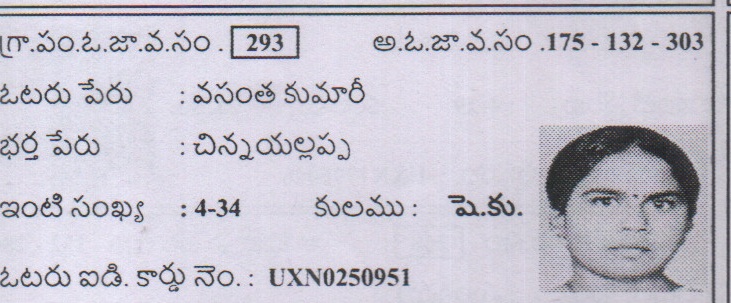 గ్రా.పం.ఓ.జా.వ.సం . 293 అ.ఓ.జా.వ.సం .175 - 132 - 303
ఓటరు పేరు : వసంత కుమారీ
భర్త పేరు : చిన్నయల్లప్ప
ఇంటి సంఖ్య : 4-34 కులము : షె.కు.
ఓటరు ఐడి. కార్డు నెం. : UXN0250951